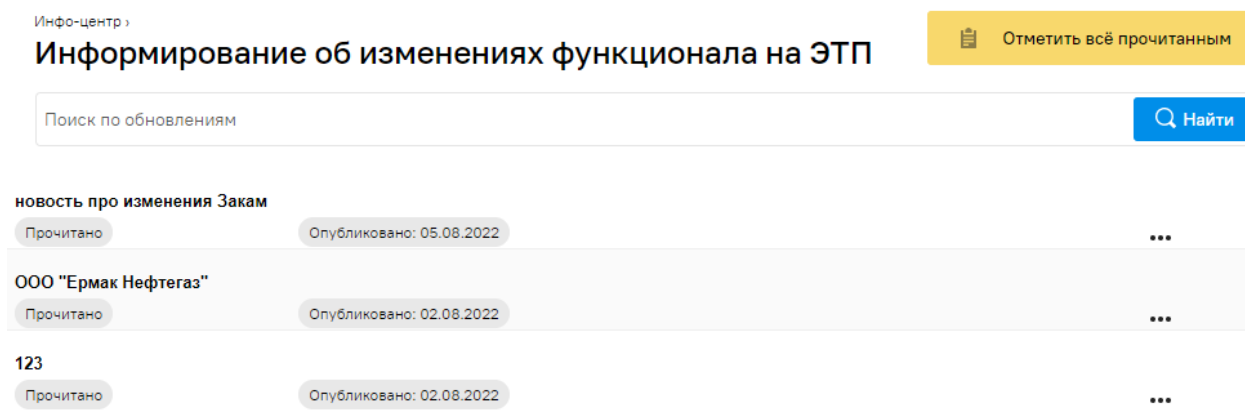 Инфо-центр ›
Информирование об изменениях функционала на ЭТП
Отметить всё прочитанным
Поиск по обновлениям
Найти
новость про изменения Закам
Прочитано Опубликовано: 05.08.2022
ООО "Ермак Нефтегаз"
Прочитано Опубликовано: 02.08.2022
123
Прочитано Опубликовано: 02.08.2022